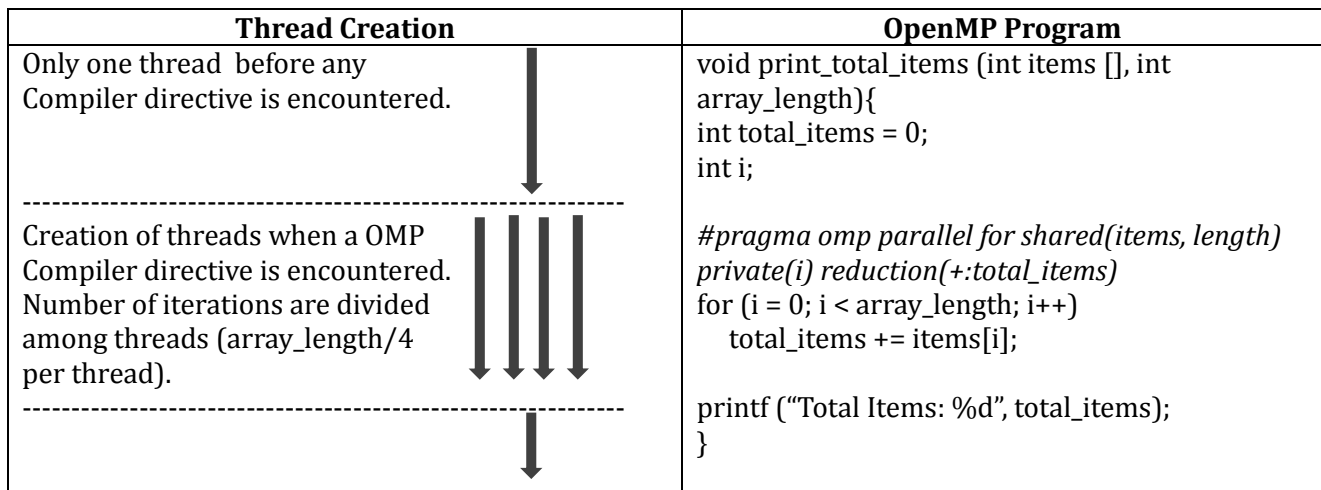 Thread Creation
OpenMP Program
Only one thread  before any
Compiler directive is encountered.
Creation of threads when a OMP
Compiler directive is encountered.
Number of iterations are divided
among threads (array_length/4
per thread).
void print_total_items (int items [], int
array_length){
int total_items = 0;
int i;
#pragma omp parallel for shared(items, length)
private(i) reduction(+:total_items)
for (i = 0; i < array_length; i++)
total_items += items[i];
printf (“Total Items: %d”, total_items);
}